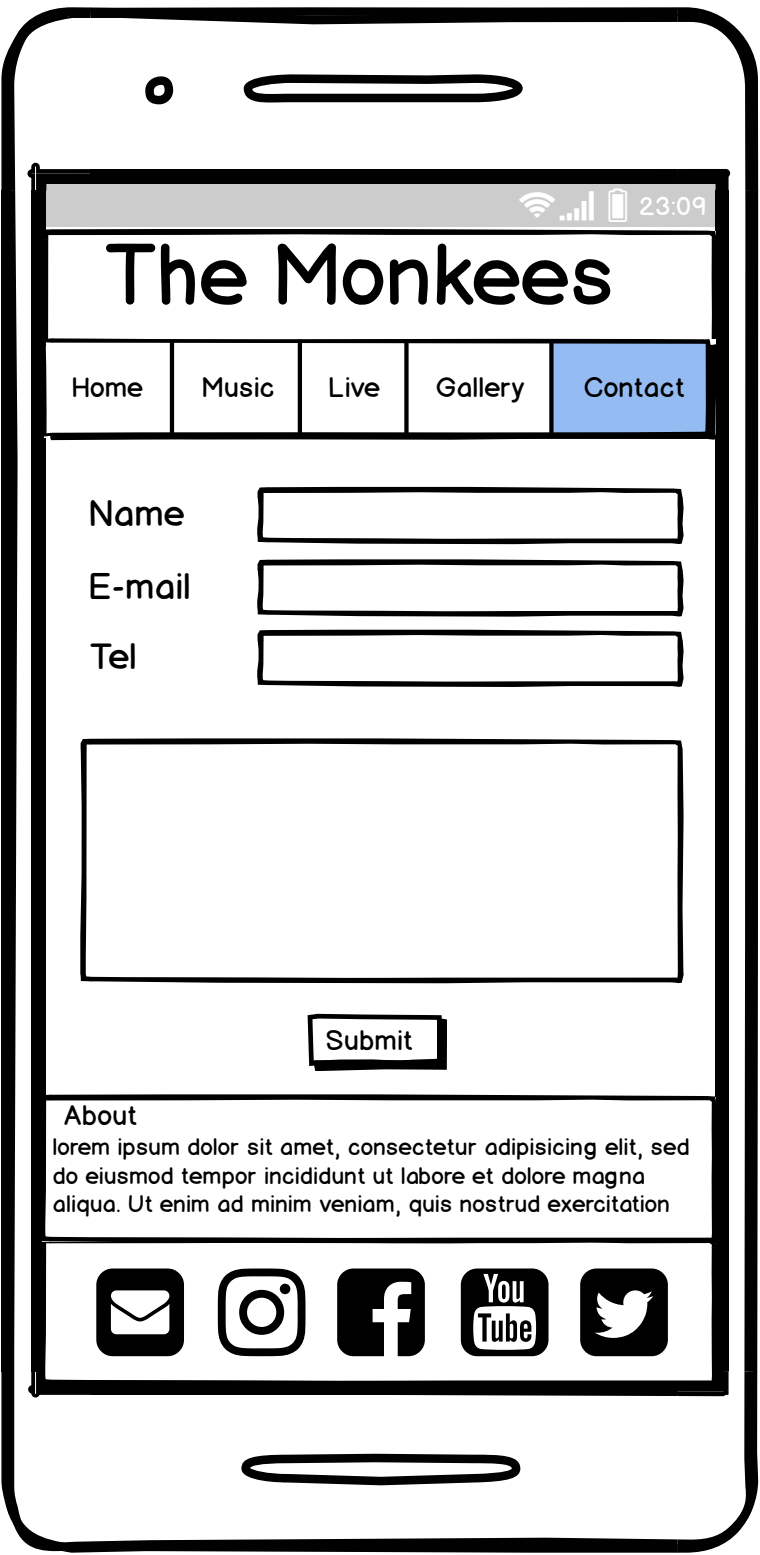 23:09
The Monkees
Home Music Live Gallery Contact
Name
E-mail
Tel
Submit
About
lorem ipsum dolor sit amet, consectetur adipisicing elit, sed
do eiusmod tempor incididunt ut labore et dolore magna
aliqua. Ut enim ad minim veniam, quis nostrud exercitation
You
Tube